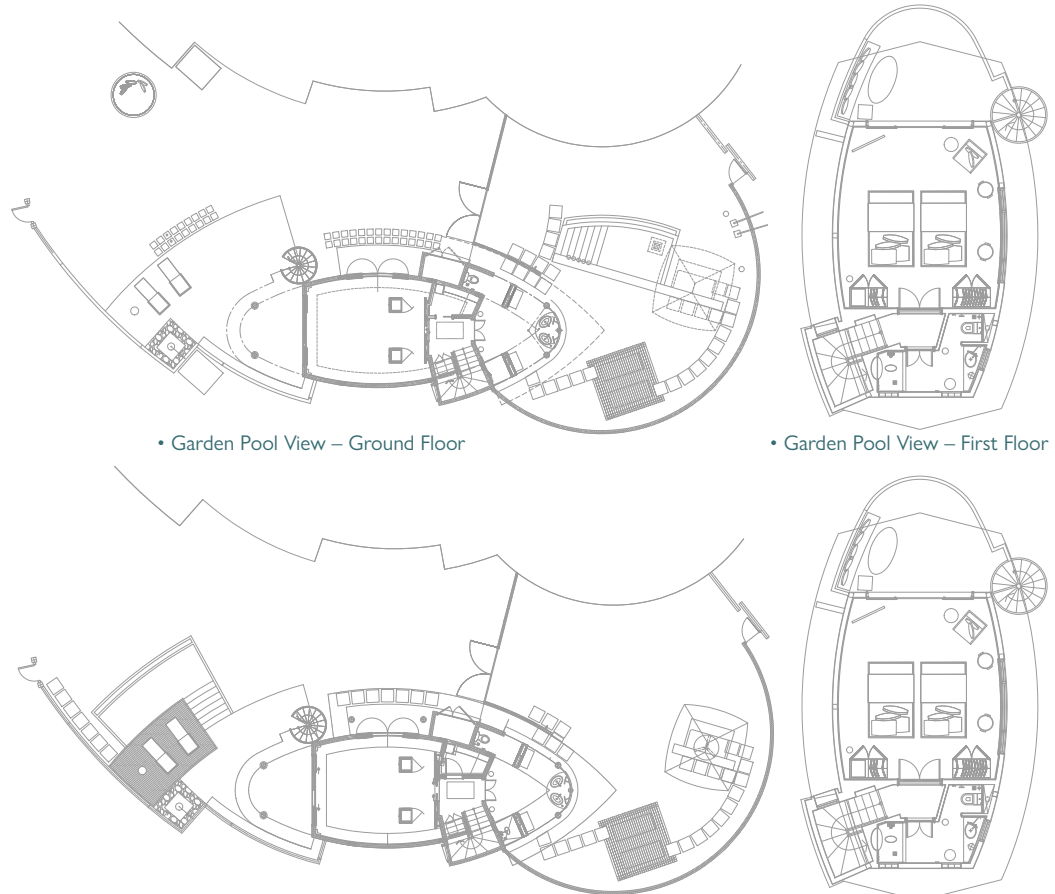 • Garden Pool View – Ground Floor
• Garden Pool View – First Floor